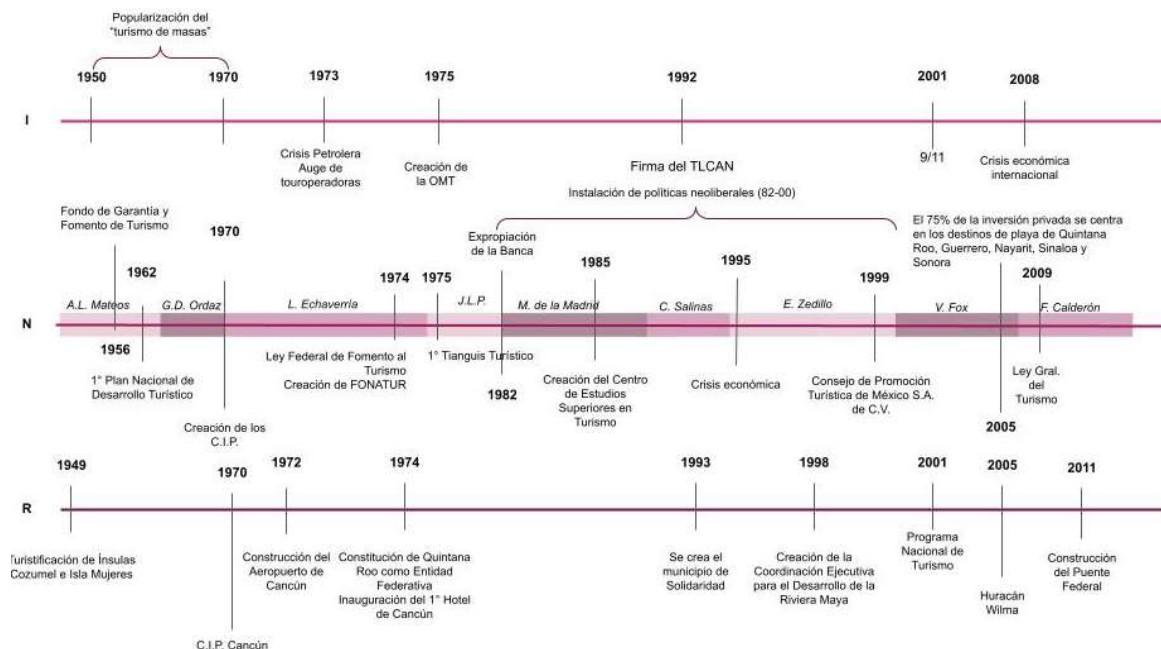 Popularización del
"turismo de masas"
1950
1970
1973
1975
1992
2001
2008
I
Crisis Petrolera
Auge de
touroperadoras
Creación de
la OMT
Firma del TLCAN
Instalación de políticas neoliberales (82-00)
9/11
Crisis económica
internacional
Fondo de Garantía y
Fomento de Turismo
1962
1970
1974
1975
Expropiación
de la Banca
1985
1995
1999
El 75% de la inversión privada se centra
en los destinos de playa de Quintana
Roo, Guerrero, Nayarit, Sinaloa y
Sonora
2009
A.L. Mateos
G.D. Ordaz
L. Echaverría
J.L.P.
M. de la Madrid
C. Salinas
E. Zedillo
V. Fox
F. Calderón
N
1956
1° Plan Nacional de
Desarrollo Turístico
Creación de los
C.I.P.
Ley Federal de Fomento al
Turismo
Creación de FONATUR
1° Tianguis Turístico
1982
Creación del Centro
de Estudios
Superiores en
Turismo
Crisis económica
Consejo de Promoción
Turística de México S.A.
de C.V.
2005
Ley Gral.
del
Turismo
1949
1970
1972
1974
1993
1998
2001
2005
2011
R
Turistificación de Ínsulas
Cozumel e Isla Mujeres
C.I.P. Cancún
Construcción del
Aeropuerto de
Cancún
Constitución de Quintana
Roo como Entidad
Federativa
Inauguración del 1° Hotel
de Cancún
Se crea el
municipio de
Solidaridad
Creación de la
Coordinación Ejecutiva
para el Desarrollo de la
Riviera Maya
Programa
Nacional de
Turismo
Huracán
Wilma
Construcción
del Puente
Federal